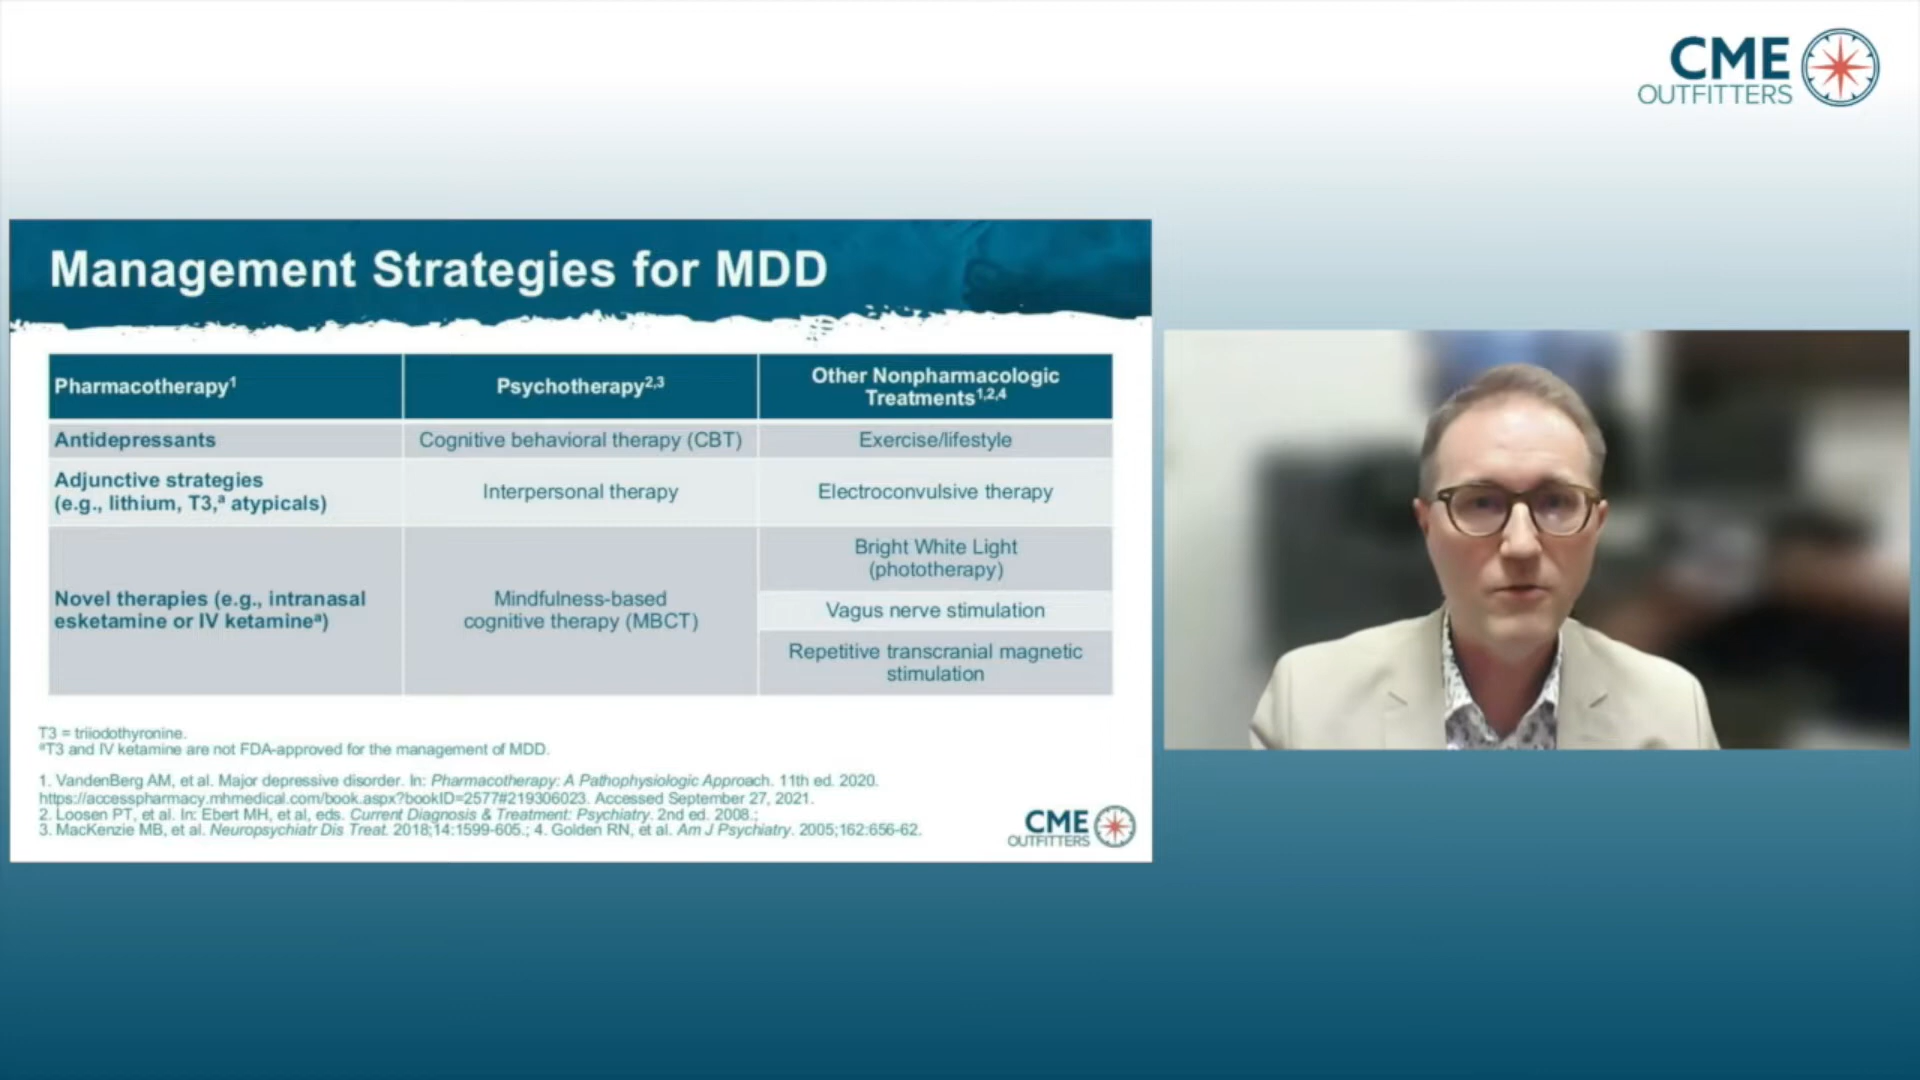 CME
OUTFITTERS
Management Strategies for MDD
Pharmacotherapy¹
Psychotherapy²,³
Other Nonpharmacologic
Treatments¹,²,⁴
Antidepressants
Cognitive behavioral therapy (CBT)
Exercise/lifestyle
Adjunctive strategies
(e.g., lithium, T3,ᵃ atypicals)
Interpersonal therapy
Electroconvulsive therapy
Novel therapies (e.g., intranasal
esketamine or IV ketamineᵃ)
Mindfulness-based
cognitive therapy (MBCT)
Bright White Light
(phototherapy)
Vagus nerve stimulation
Repetitive transcranial magnetic
stimulation
T3 = triiodothyronine.
ᵃT3 and IV ketamine are not FDA-approved for the management of MDD.
1. VandenBerg AM, et al. Major depressive disorder. In: Pharmacotherapy: A Pathophysiologic Approach. 11th ed. 2020.
https://accesspharmacy.mhmedical.com/book.aspx?bookID=2577#219306023. Accessed September 27, 2021.
2. Loosen PT, et al. In: Ebert MH, et al, eds. Current Diagnosis & Treatment: Psychiatry. 2nd ed. 2008.;
3. MacKenzie MB, et al. Neuropsychiatr Dis Treat. 2018;14:1599-605.; 4. Golden RN, et al. Am J Psychiatry. 2005;162:656-62.
CME
OUTFITTERS